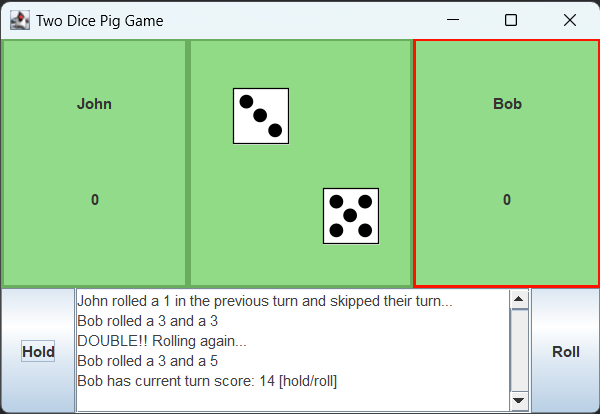 Two Dice Pig Game
John
Bob
0
0
John rolled a 1 in the previous turn and skipped their turn...
Bob rolled a 3 and a 3
DOUBLE!! Rolling again...
Bob rolled a 3 and a 5
Bob has current turn score: 14 [hold/roll]
Hold
Roll